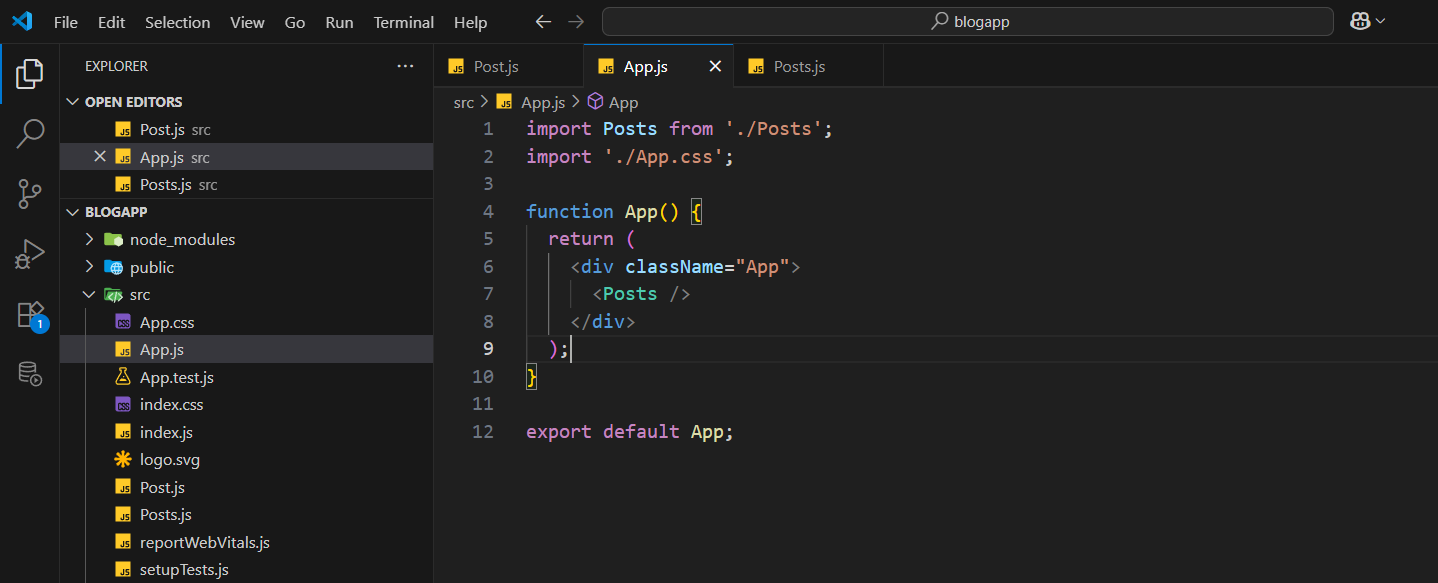 File Edit Selection View Go Run Terminal Help blogapp
EXPLORER ...
OPEN EDITORS
Post.js src
App.js src
Posts.js src
BLOGAPP
node_modules
public
src
App.css
App.js
App.test.js
index.css
index.js
logo.svg
Post.js
Posts.js
reportWebVitals.js
setupTests.js
1
Post.js App.js Posts.js
src > App.js > App
1 import Posts from './Posts';
2 import './App.css';
3
4 function App() {
5 return (
6 <div className="App">
7 <Posts />
8 </div>
9 );
10 }
11
12 export default App;